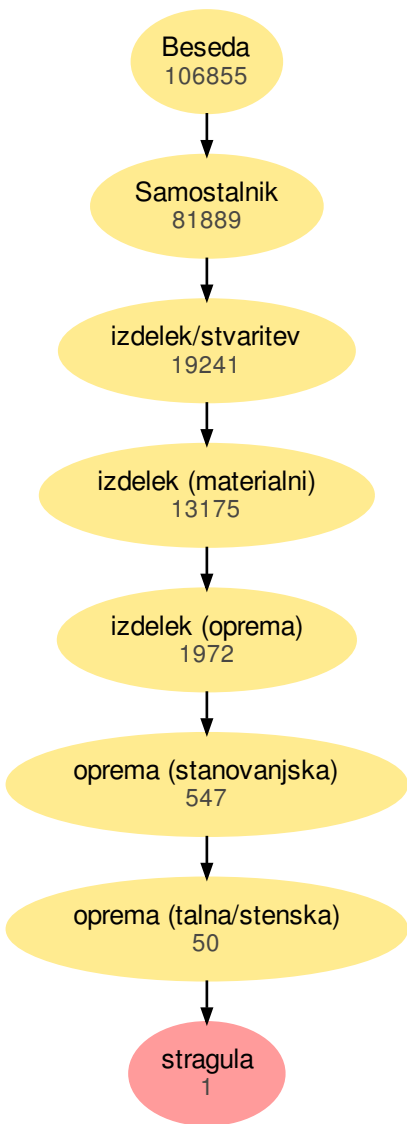 Beseda
106855
Samostalnik
81889
izdelek/stvaritev
19241
izdelek (materialni)
13175
izdelek (oprema)
1972
oprema (stanovanjska)
547
oprema (talna/stenska)
50
stragula
1